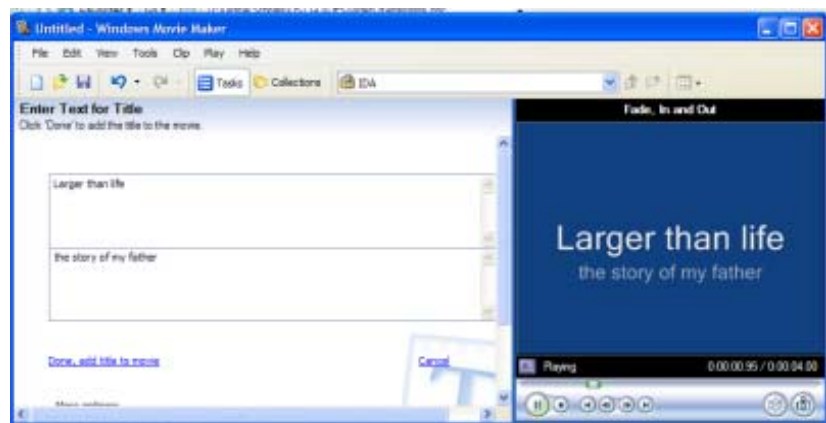 Untitled - Windows Movie Maker
File Edit View Tools Clip Play Help
Tasks Collections IDA
Enter Text for Title
Click 'Done' to add the title to the movie.
Fade, In and Out
Larger than life
the story of my father
Larger than life
the story of my father
Done, add title to movie
Cancel
Playing
0:00:00.95 / 0:00:04.00
More options: